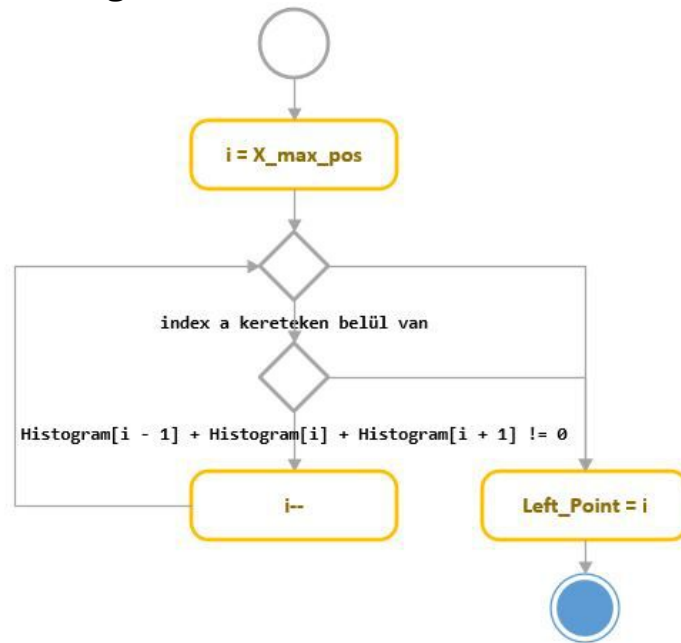 i = X_max_pos
index a kereteken belül van
Histogram[i - 1] + Histogram[i] + Histogram[i + 1] != 0
i--
Left_Point = i